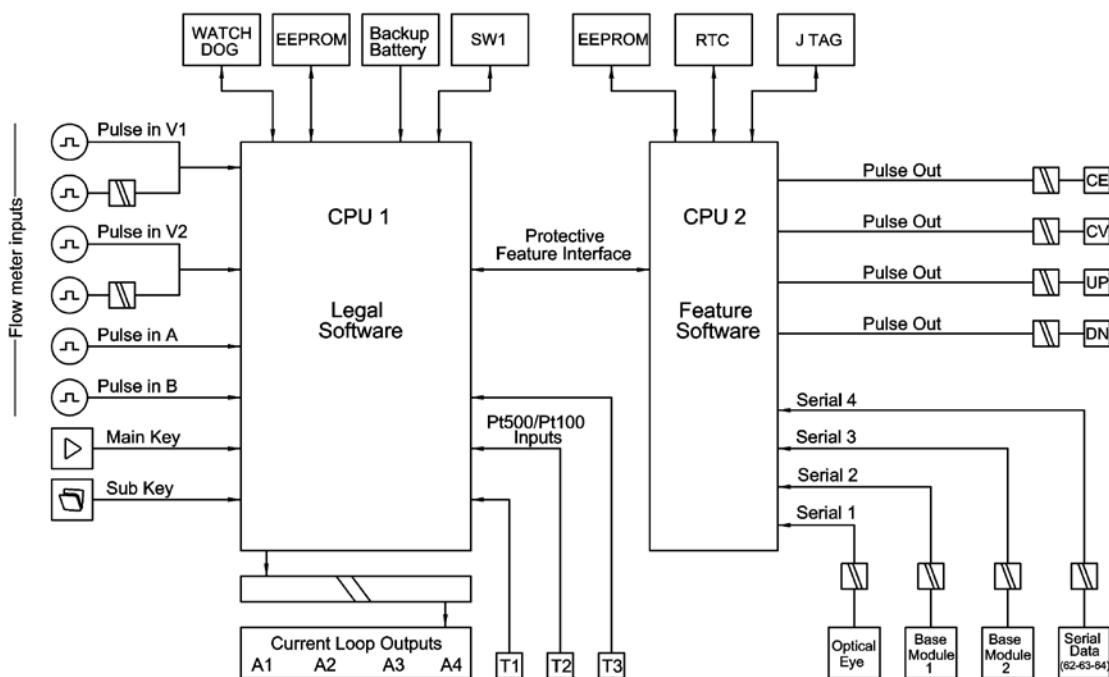 WATCH
DOG
EEPROM
Backup
Battery
SW1
EEPROM
RTC
J TAG
Flow meter inputs
Pulse in V1
Pulse in V2
Pulse in A
Pulse in B
Main Key
Sub Key
CPU 1
Legal
Software
Protective
Feature Interface
Pt500/Pt100
Inputs
CPU 2
Feature
Software
Pulse Out
CE
Pulse Out
CV
Pulse Out
UP
Pulse Out
DN
Serial 4
Serial 3
Serial 2
Serial 1
Current Loop Outputs
A1 A2 A3 A4
T1
T2
T3
Optical
Eye
Base
Module
1
Base
Module
2
Serial
Data
(62-63-64)